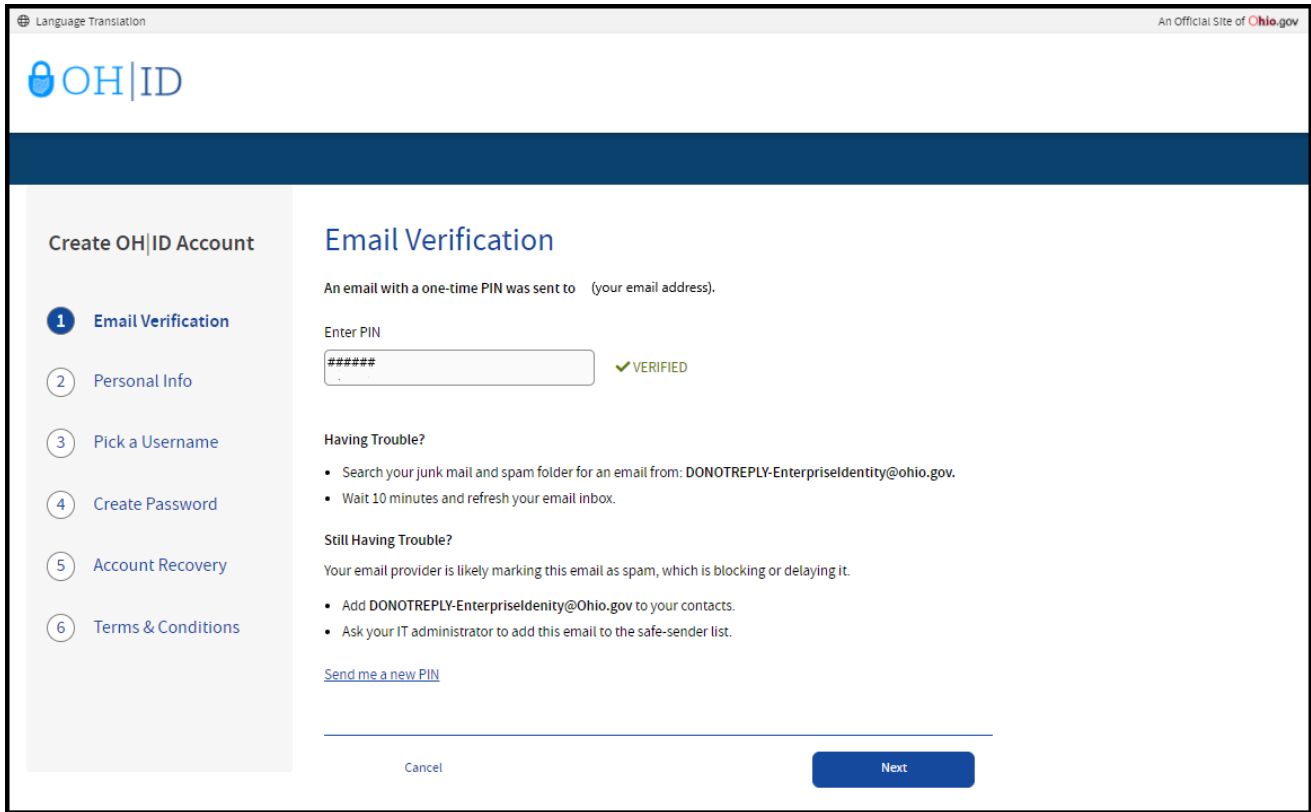 Language Translation
An Official Site of Ohio.gov
OH|ID
Create OH|ID Account
1 Email Verification
2 Personal Info
3 Pick a Username
4 Create Password
5 Account Recovery
6 Terms & Conditions
Email Verification
An email with a one-time PIN was sent to (your email address).
Enter PIN
######
✓ VERIFIED
Having Trouble?
• Search your junk mail and spam folder for an email from: DONOTREPLY-EnterpriseIdentity@ohio.gov.
• Wait 10 minutes and refresh your email inbox.
Still Having Trouble?
Your email provider is likely marking this email as spam, which is blocking or delaying it.
• Add DONOTREPLY-EnterpriseIdenity@Ohio.gov to your contacts.
• Ask your IT administrator to add this email to the safe-sender list.
Send me a new PIN
Cancel
Next